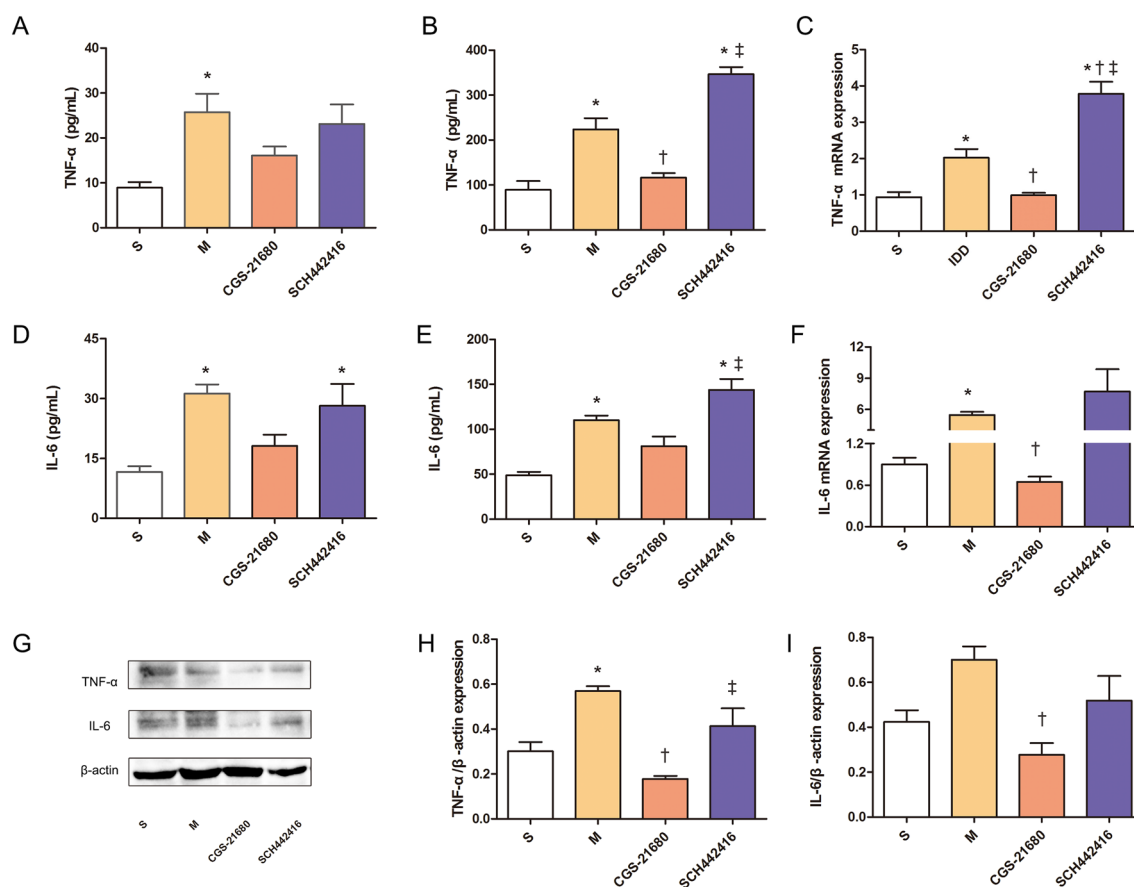 A
TNF-α (pg/mL)
40
30
20
10
0
*
S
M
CGS-21680
SCH442416
B
TNF-α (pg/mL)
400
300
200
100
0
*
†
* ‡
S
M
CGS-21680
SCH442416
C
TNF-α mRNA expression
5
4
3
2
1
0
*
†
* † ‡
S
IDD
CGS-21680
SCH442416
D
IL-6 (pg/mL)
45
30
15
0
*
*
S
M
CGS-21680
SCH442416
E
IL-6 (pg/mL)
200
150
100
50
0
*
* ‡
S
M
CGS-21680
SCH442416
F
IL-6 mRNA expression
12
9
6
1.2
0.6
0.0
*
†
S
M
CGS-21680
SCH442416
G
TNF-α
IL-6
β-actin
S
M
CGS-21680
SCH442416
H
TNF-α/β -actin expression
0.8
0.6
0.4
0.2
0.0
*
†
‡
S
M
CGS-21680
SCH442416
I
IL-6/β -actin expression
0.8
0.6
0.4
0.2
0.0
†
S
M
CGS-21680
SCH442416